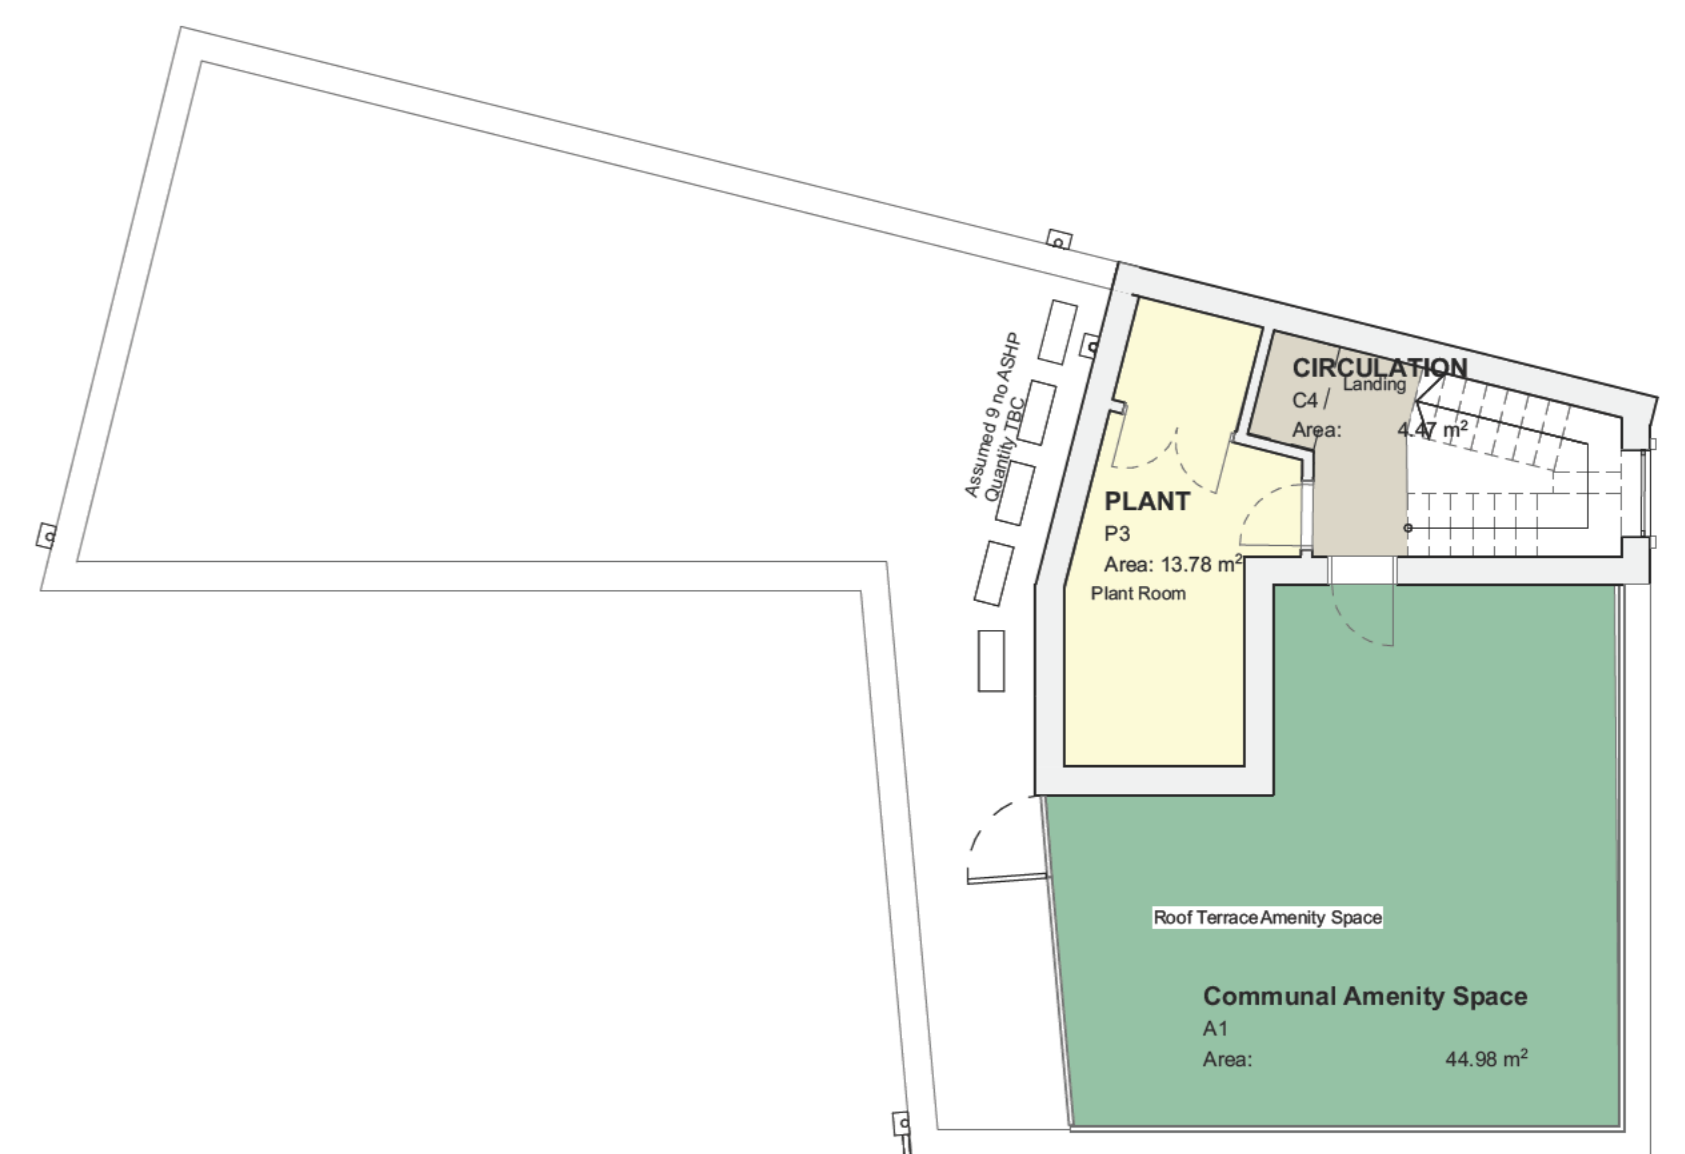 Assumed 9 no ASHP
Quantity TBC
CIRCULATION
Landing
C4
Area: 4.47 m²
PLANT
P3
Area: 13.78 m²
Plant Room
Roof Terrace Amenity Space
Communal Amenity Space
A1
Area: 44.98 m²